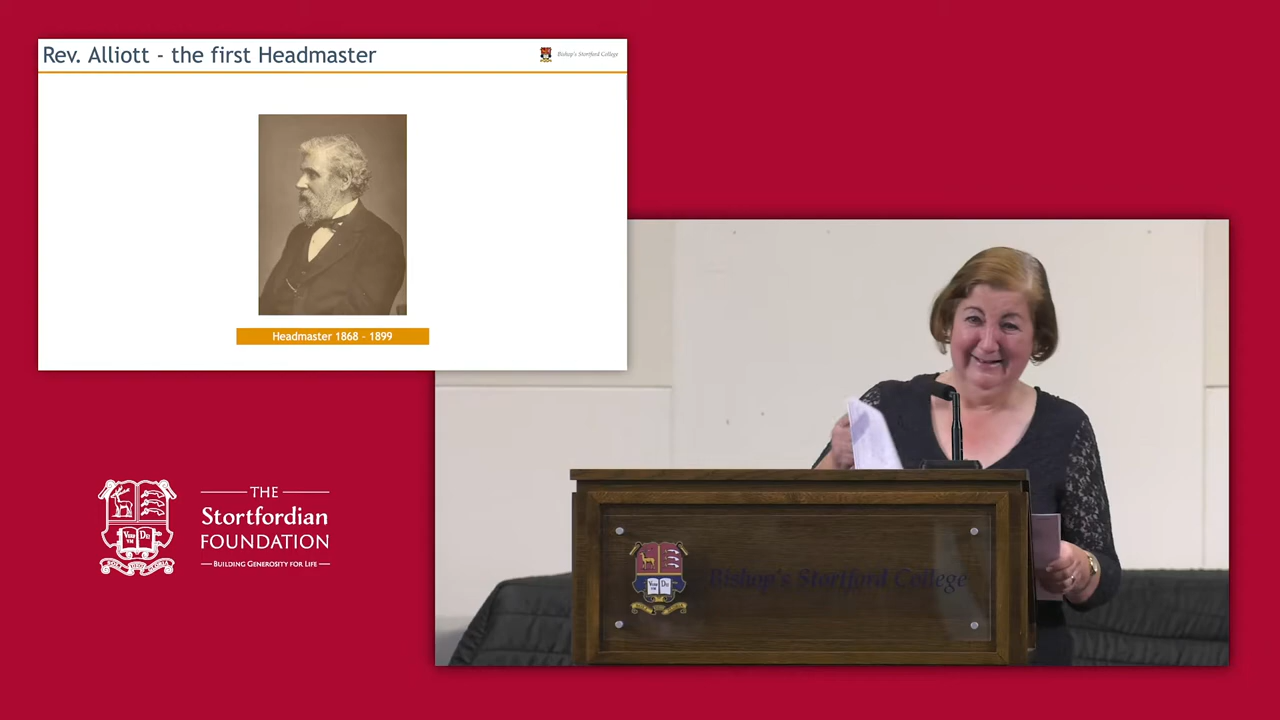 Rev. Alliott - the first Headmaster
Bishop's Stortford College
Headmaster 1868 - 1899
THE
Stortfordian
FOUNDATION
BUILDING GENEROSITY FOR LIFE
Bishop's Stortford College